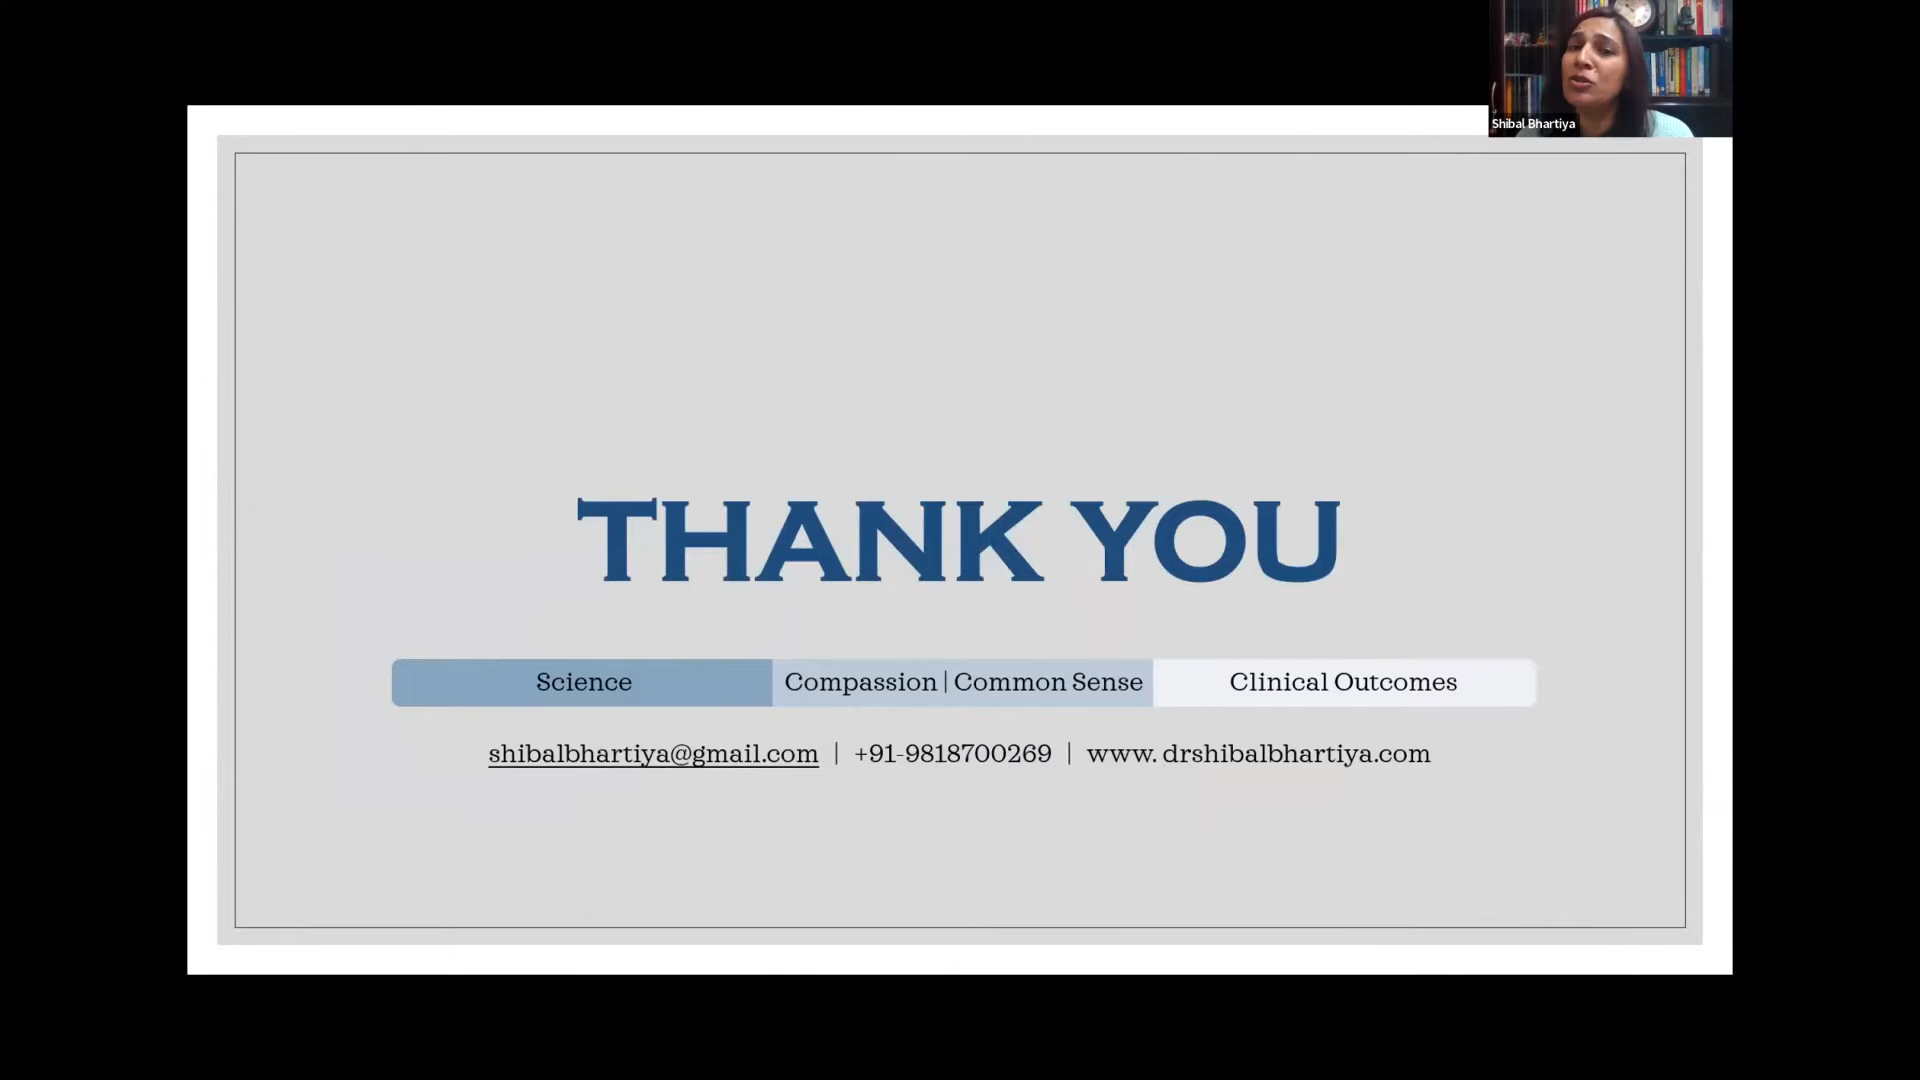 Shibal Bhartiya
THANK YOU
Science
Compassion | Common Sense
Clinical Outcomes
shibalbhartiya@gmail.com | +91-9818700269 | www. drshibalbhartiya.com